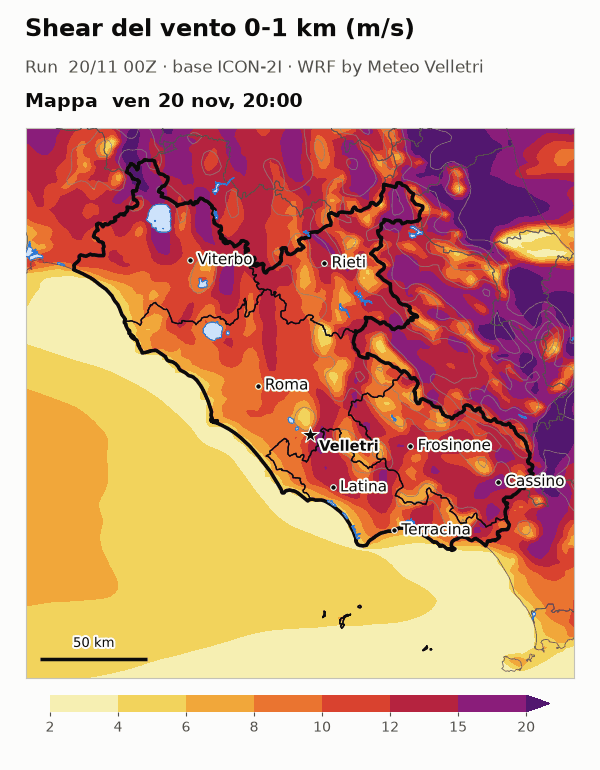 Shear del vento 0-1 km (m/s)
Run  20/11 00Z · base ICON-2I · WRF by Meteo Velletri
Mappa  ven 20 nov, 20:00
Viterbo
Rieti
Roma
Velletri
Frosinone
Latina
Cassino
Terracina
50 km
2 4 6 8 10 12 15 20